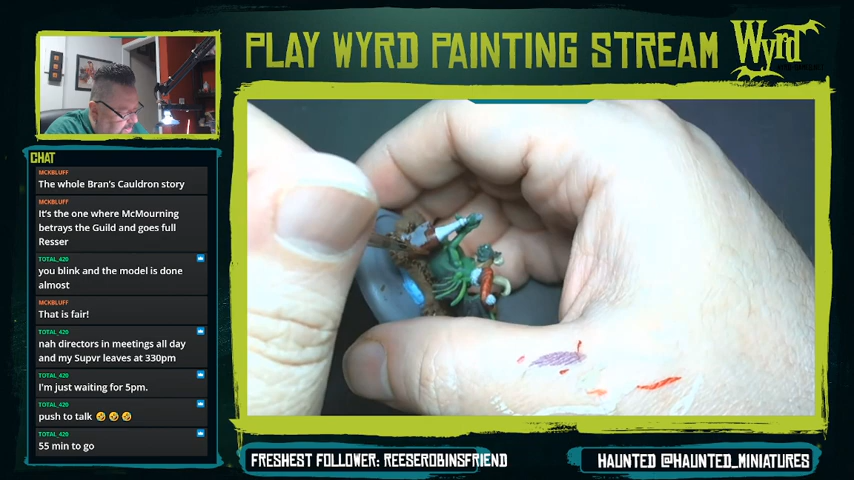 PLAY WYRD PAINTING STREAM
Wyrd
CHAT
MCKBLUFF
The whole Bran's Cauldron story
MCKBLUFF
It's the one where McMourning
betrays the Guild and goes full
Resser
TOTAL_420
you blink and the model is done
almost
MCKBLUFF
That is fair!
TOTAL_420
nah directors in meetings all day
and my Supvr leaves at 330pm
TOTAL_420
I'm just waiting for 5pm.
TOTAL_420
push to talk 🤣 🤣 🤣
TOTAL_420
55 min to go
FRESHEST FOLLOWER: REESEROBINSFRIEND
HAUNTED @HAUNTED_MINIATURES